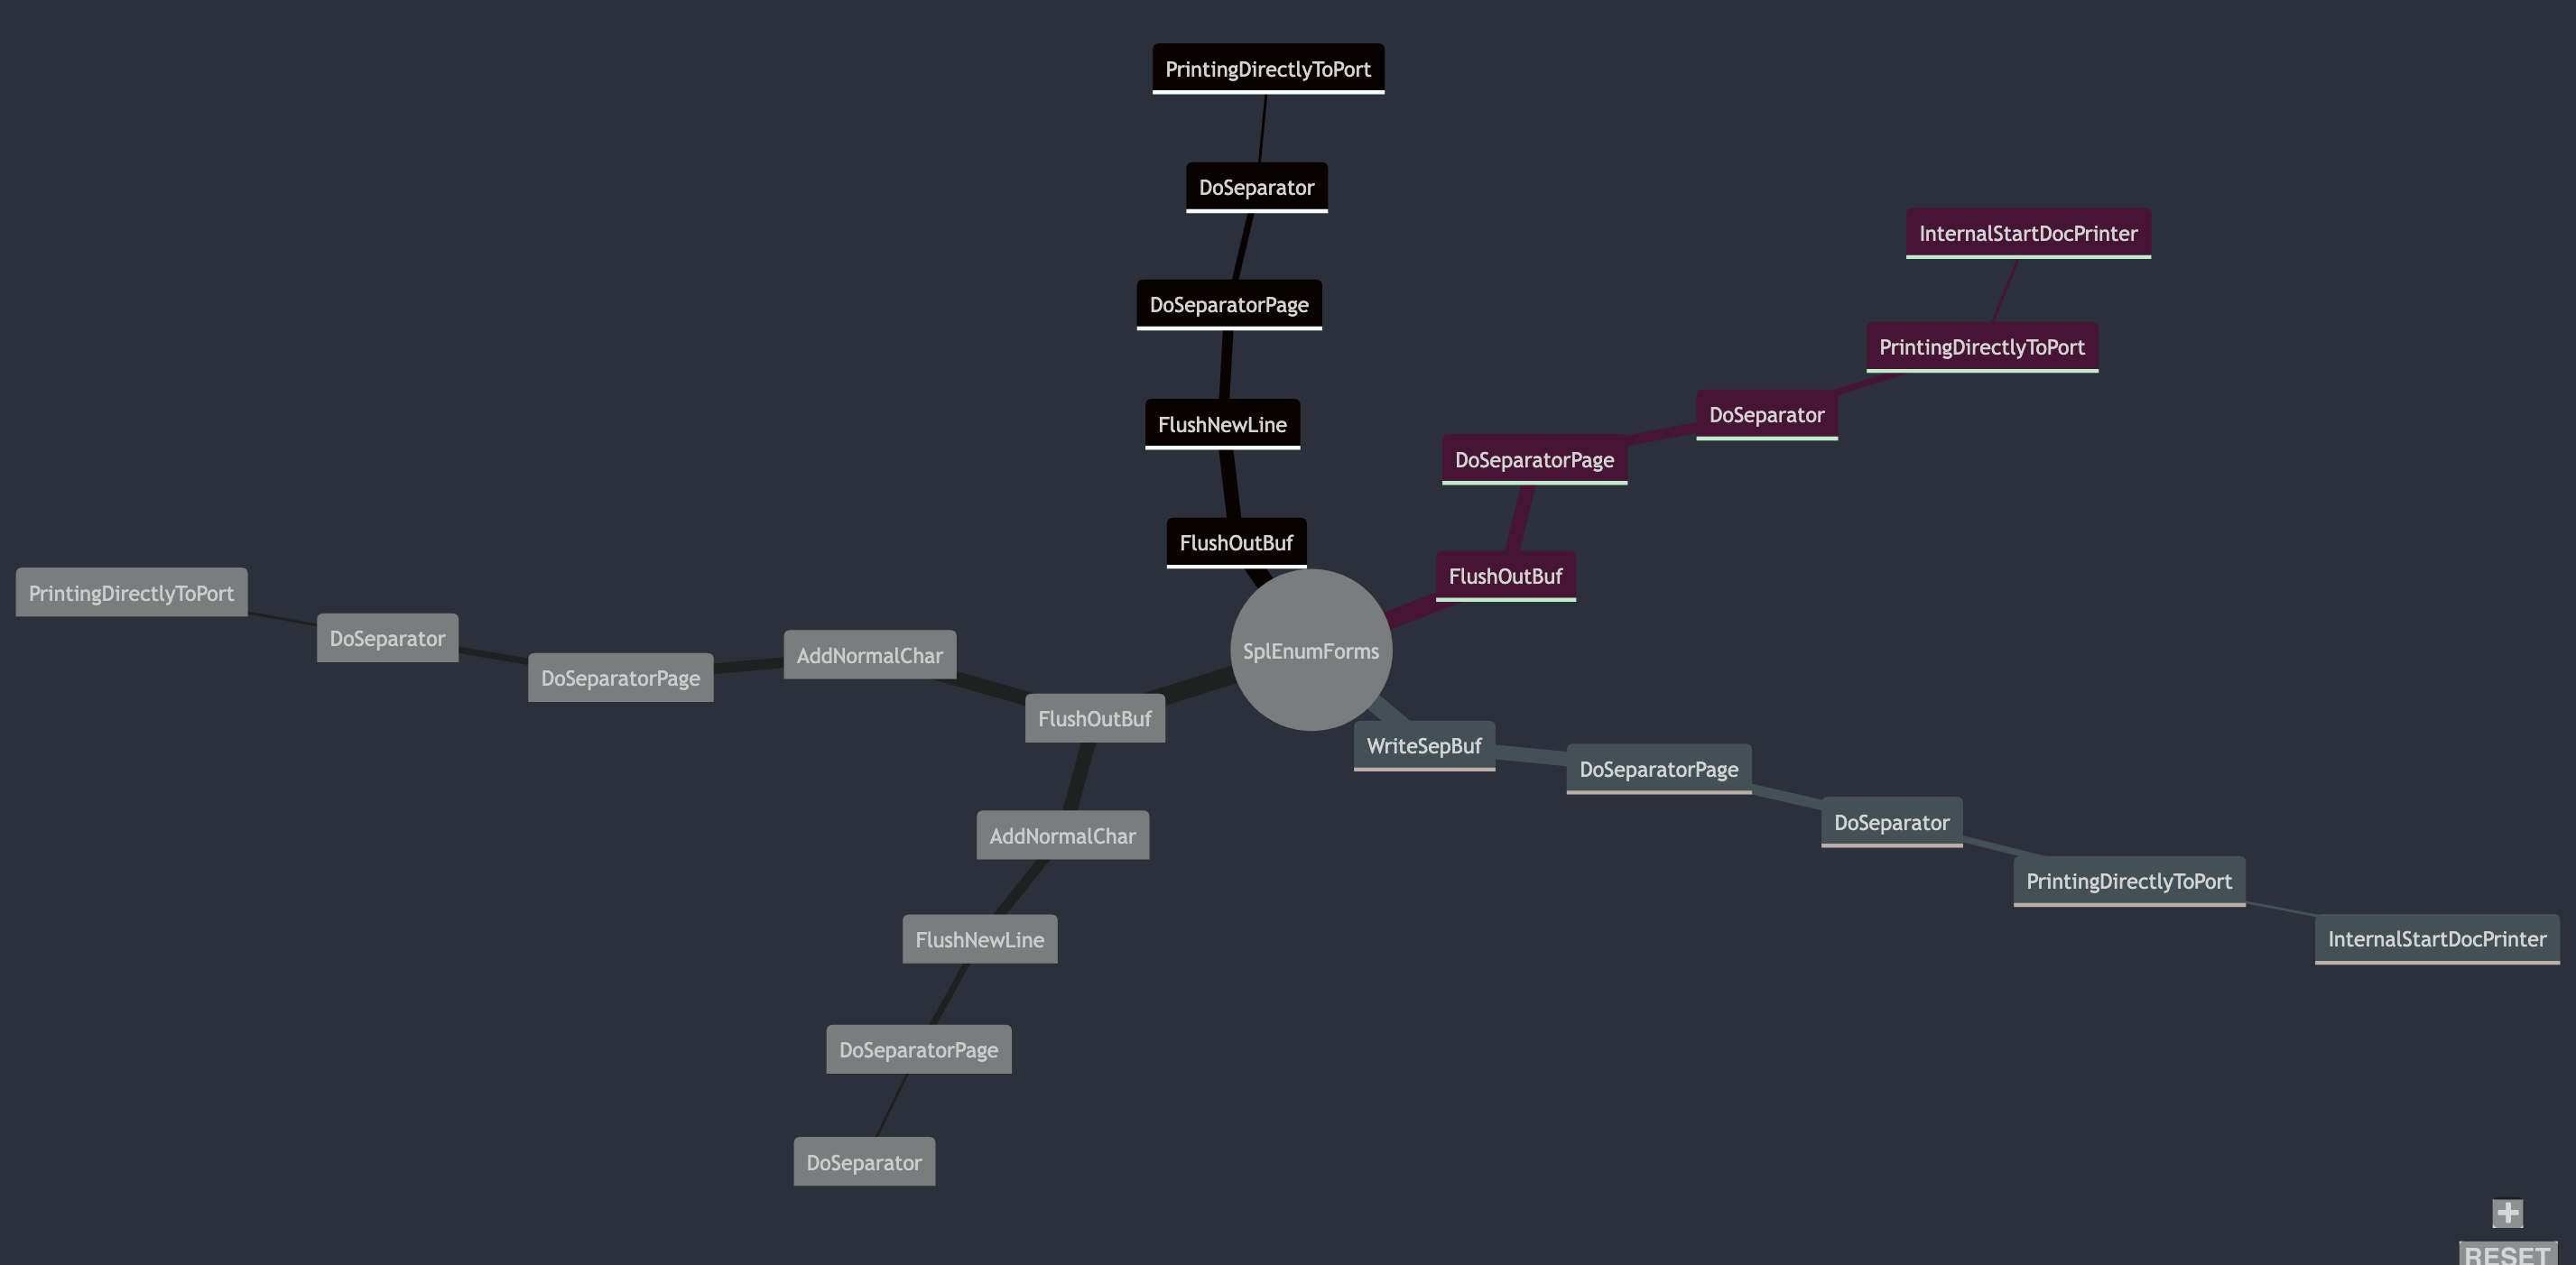 PrintingDirectlyToPort
DoSeparator
DoSeparatorPage
FlushNewLine
FlushOutBuf
InternalStartDocPrinter
PrintingDirectlyToPort
DoSeparator
DoSeparatorPage
FlushOutBuf
SplEnumForms
PrintingDirectlyToPort
DoSeparator
DoSeparatorPage
AddNormalChar
FlushOutBuf
AddNormalChar
FlushNewLine
DoSeparatorPage
DoSeparator
WriteSepBuf
DoSeparatorPage
DoSeparator
PrintingDirectlyToPort
InternalStartDocPrinter
+
RESET